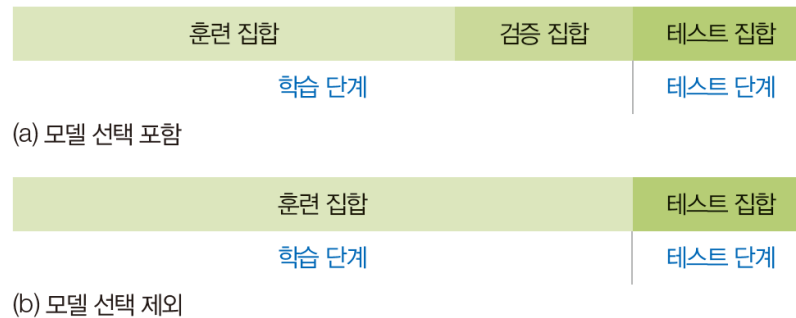 훈련 집합 검증 집합 테스트 집합
학습 단계 테스트 단계
(a) 모델 선택 포함
훈련 집합 테스트 집합
학습 단계 테스트 단계
(b) 모델 선택 제외